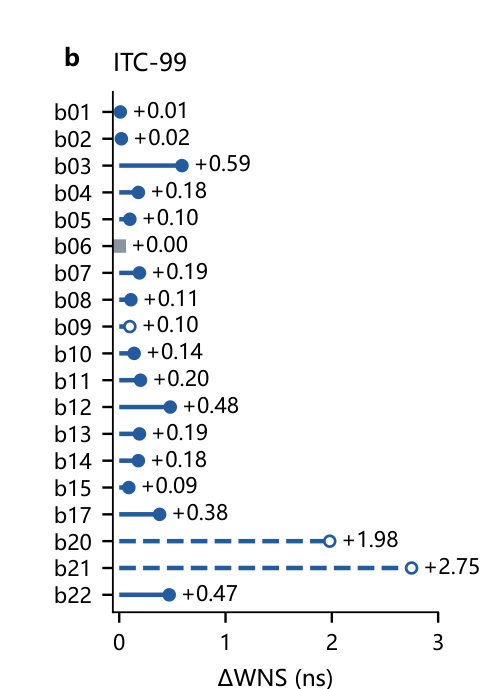 b ITC-99
b01 +0.01
b02 +0.02
b03 +0.59
b04 +0.18
b05 +0.10
b06 +0.00
b07 +0.19
b08 +0.11
b09 +0.10
b10 +0.14
b11 +0.20
b12 +0.48
b13 +0.19
b14 +0.18
b15 +0.09
b17 +0.38
b20 +1.98
b21 +2.75
b22 +0.47
0 1 2 3
ΔWNS (ns)